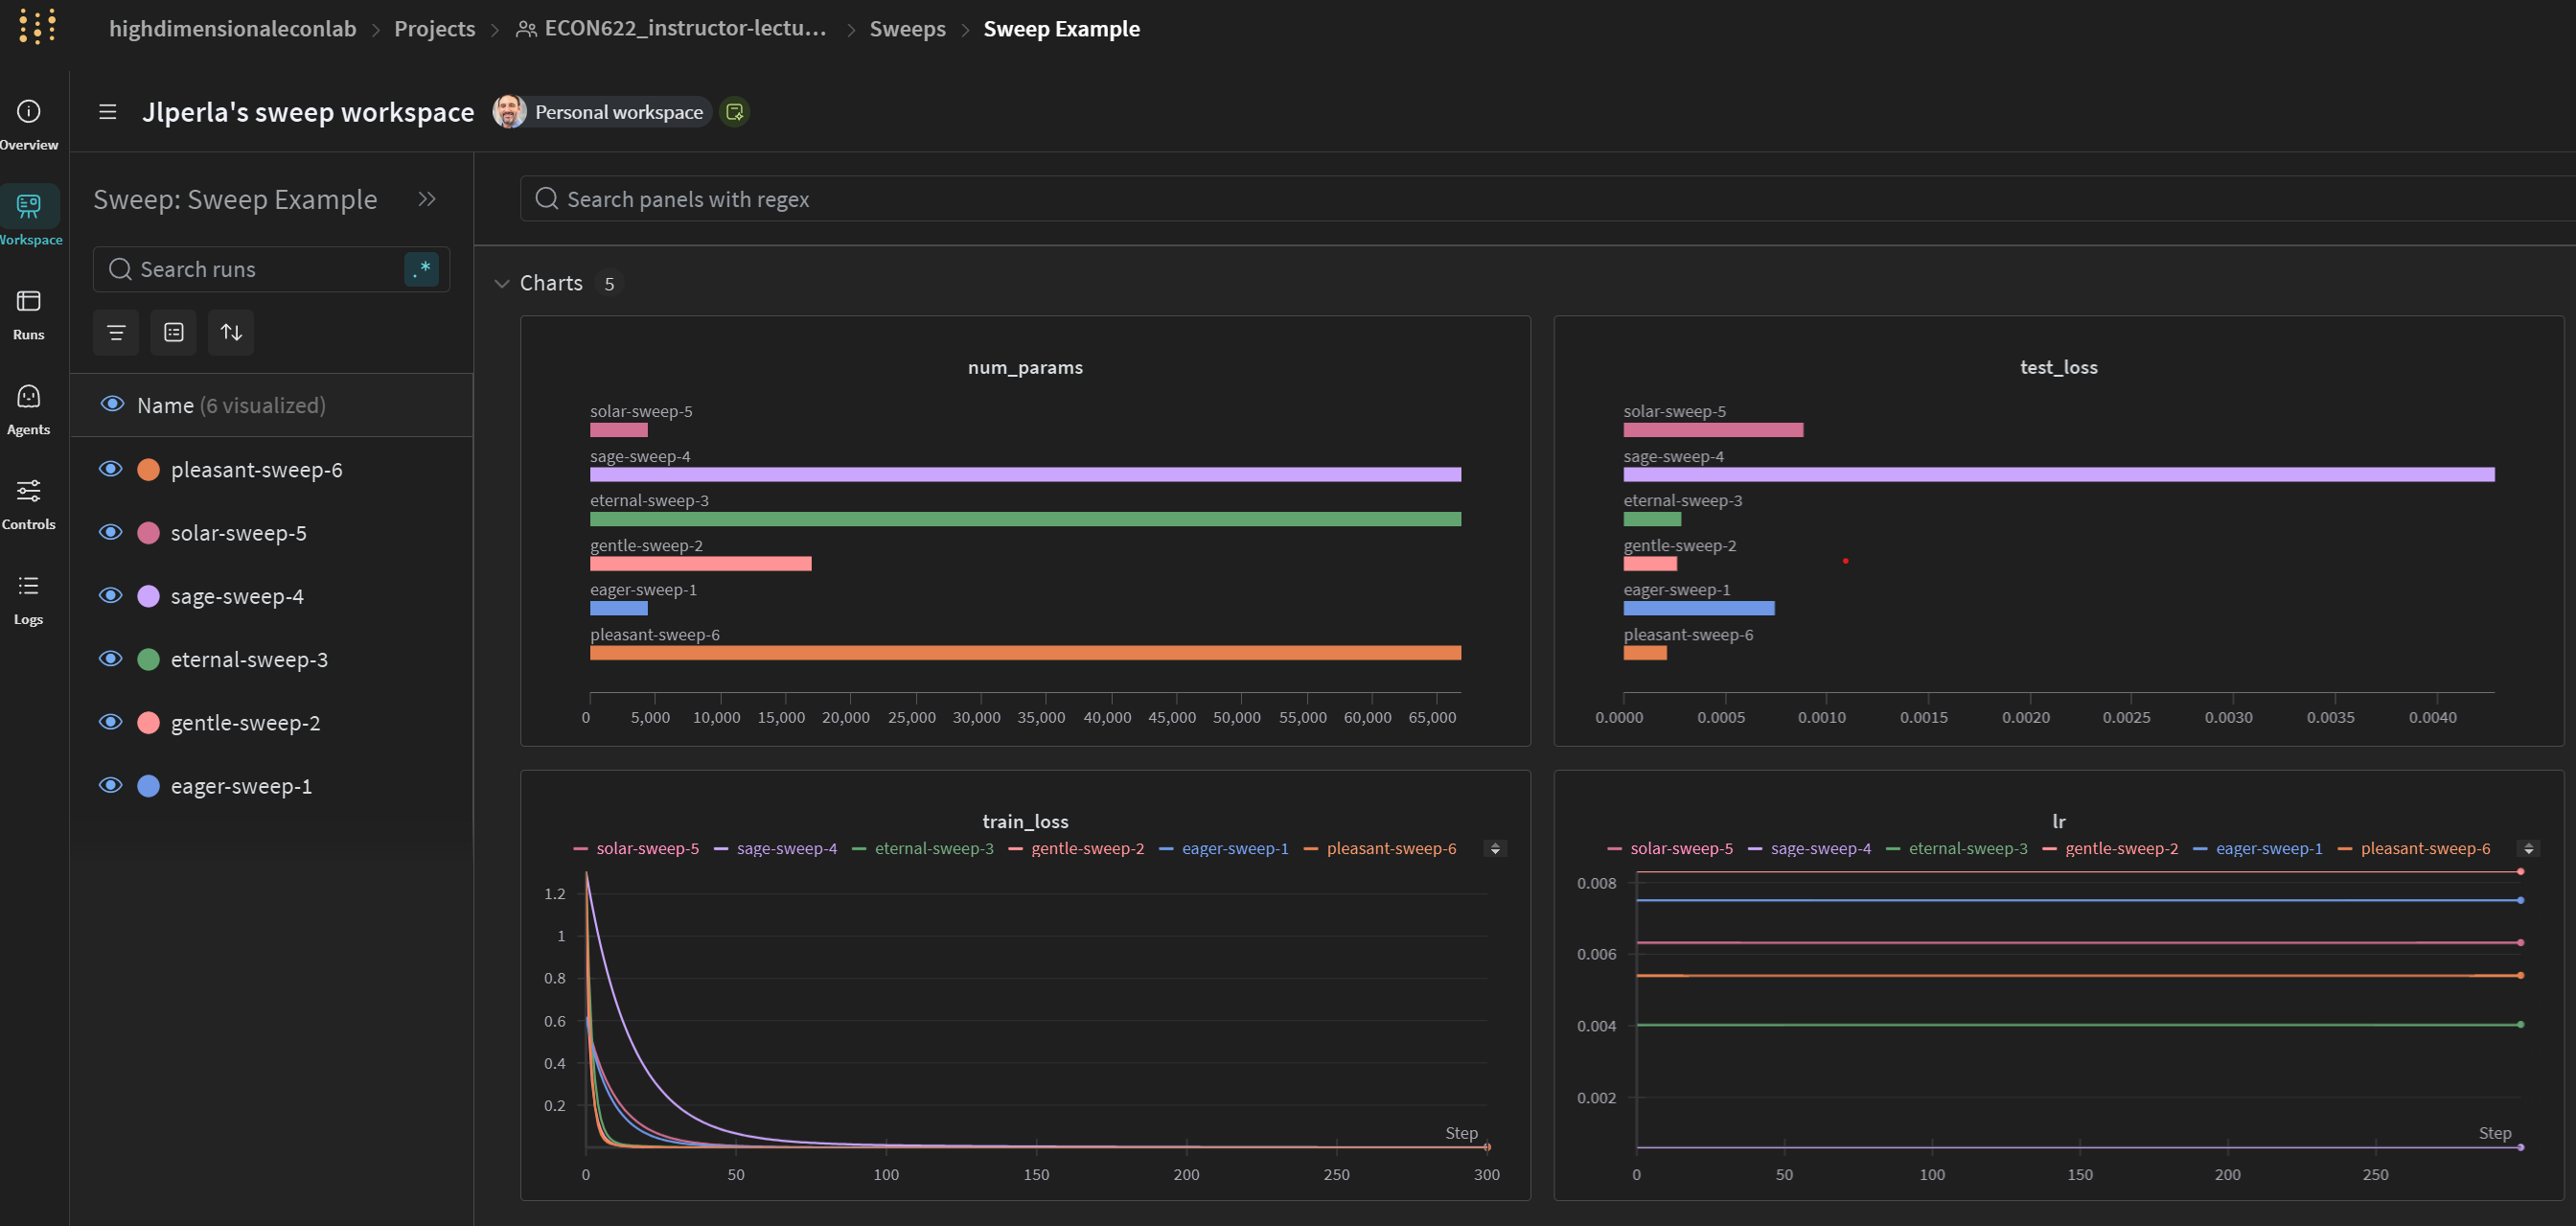 highdimensionaleconlab > Projects > ECON622_instructor-lectu... > Sweeps > Sweep Example
Jlperla's sweep workspace Personal workspace
Overview
Workspace
Runs
Agents
Controls
Logs
Sweep: Sweep Example
Search runs .*
Name (6 visualized)
pleasant-sweep-6
solar-sweep-5
sage-sweep-4
eternal-sweep-3
gentle-sweep-2
eager-sweep-1
Search panels with regex
Charts 5
num_params
solar-sweep-5
sage-sweep-4
eternal-sweep-3
gentle-sweep-2
eager-sweep-1
pleasant-sweep-6
0 5,000 10,000 15,000 20,000 25,000 30,000 35,000 40,000 45,000 50,000 55,000 60,000 65,000
test_loss
solar-sweep-5
sage-sweep-4
eternal-sweep-3
gentle-sweep-2
eager-sweep-1
pleasant-sweep-6
0.0000 0.0005 0.0010 0.0015 0.0020 0.0025 0.0030 0.0035 0.0040
train_loss
solar-sweep-5 sage-sweep-4 eternal-sweep-3 gentle-sweep-2 eager-sweep-1 pleasant-sweep-6
1.2
1
0.8
0.6
0.4
0.2
Step
0 50 100 150 200 250 300
lr
solar-sweep-5 sage-sweep-4 eternal-sweep-3 gentle-sweep-2 eager-sweep-1 pleasant-sweep-6
0.008
0.006
0.004
0.002
Step
0 50 100 150 200 250